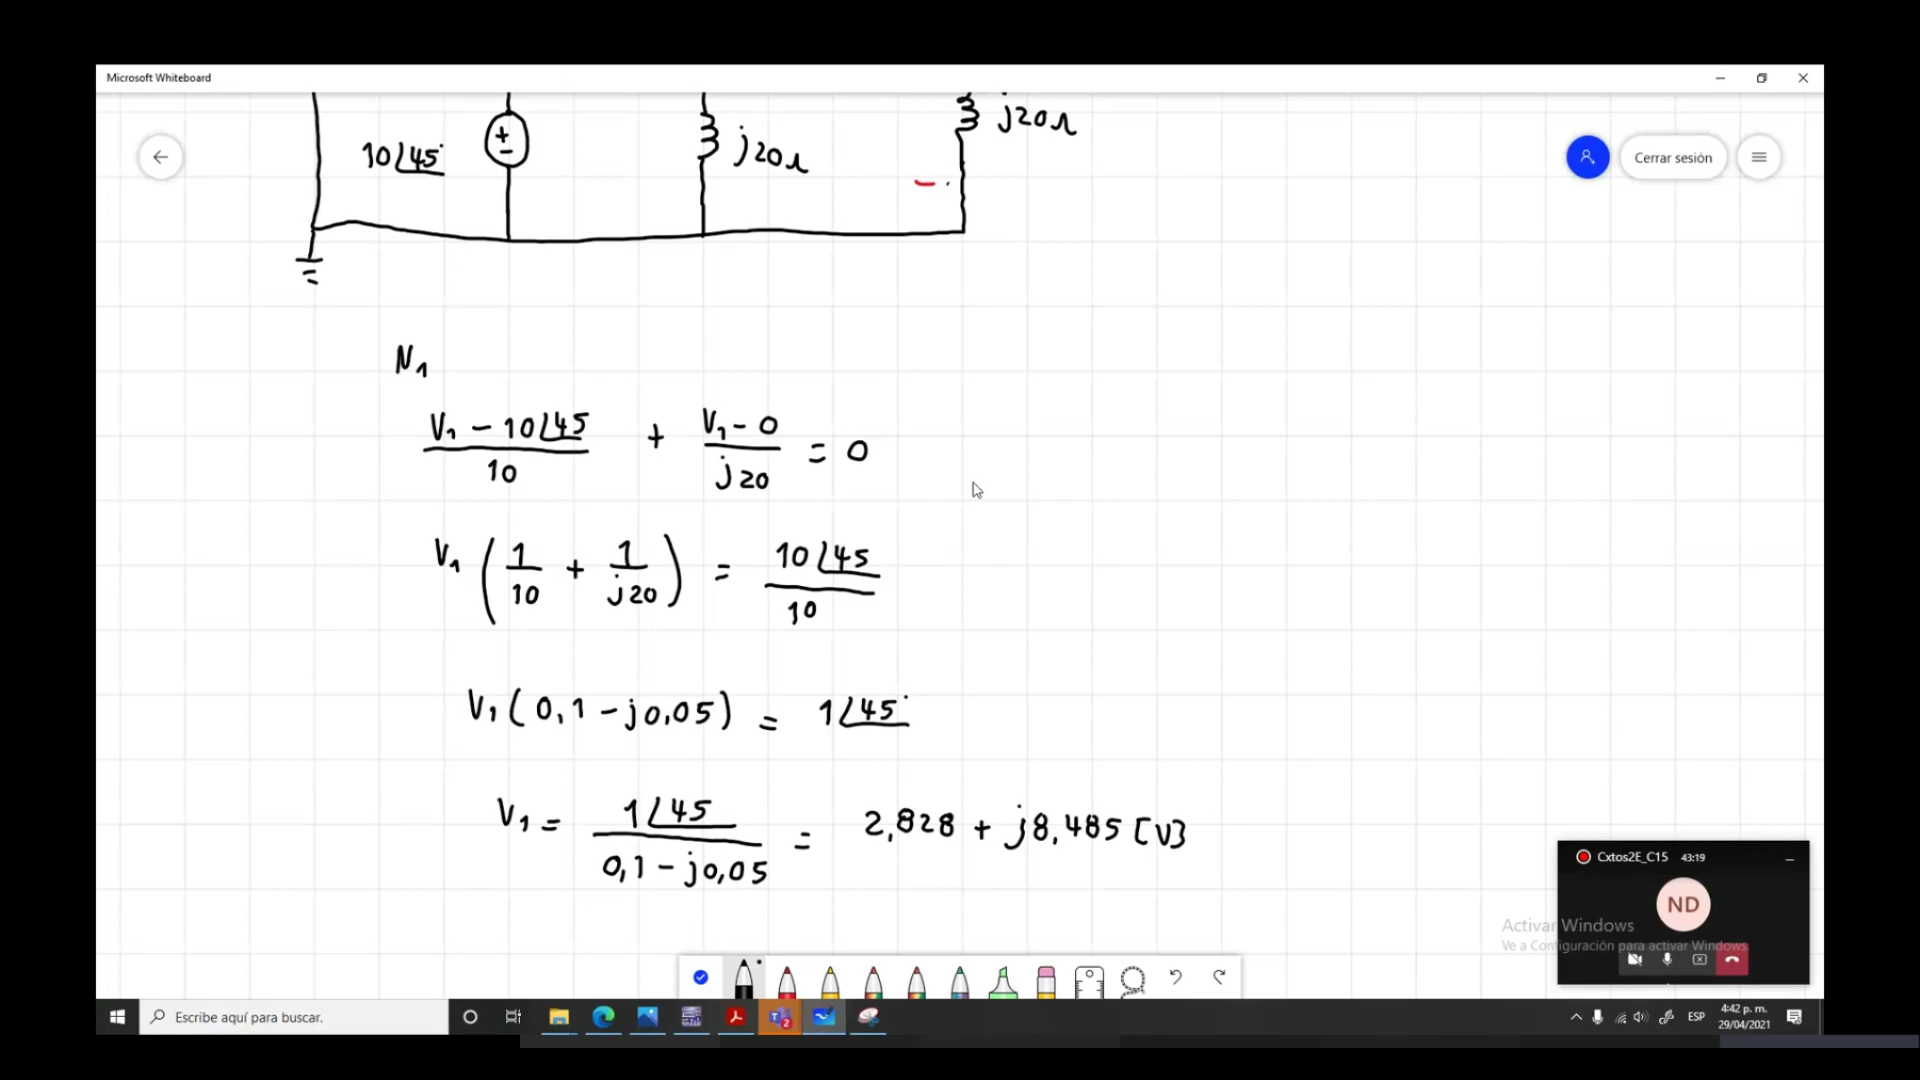 Microsoft Whiteboard
j20Ω
10∠45°
+
−
j20Ω
−
Cerrar sesión
N1
(V1 − 10∠45)/10 + (V1 − 0)/j20 = 0
V1 (1/10 + 1/j20) = 10∠45/10
V1 (0,1 − j0,05) = 1∠45°
V1 = 1∠45/(0,1 − j0,05) = 2,828 + j8,485 [V]
Cxtos2E_C15 43:19
ND
Activar Windows
Ve a Configuración para activar Windows.
Escribe aquí para buscar.
2
ESP
4:42 p. m.
29/04/2021